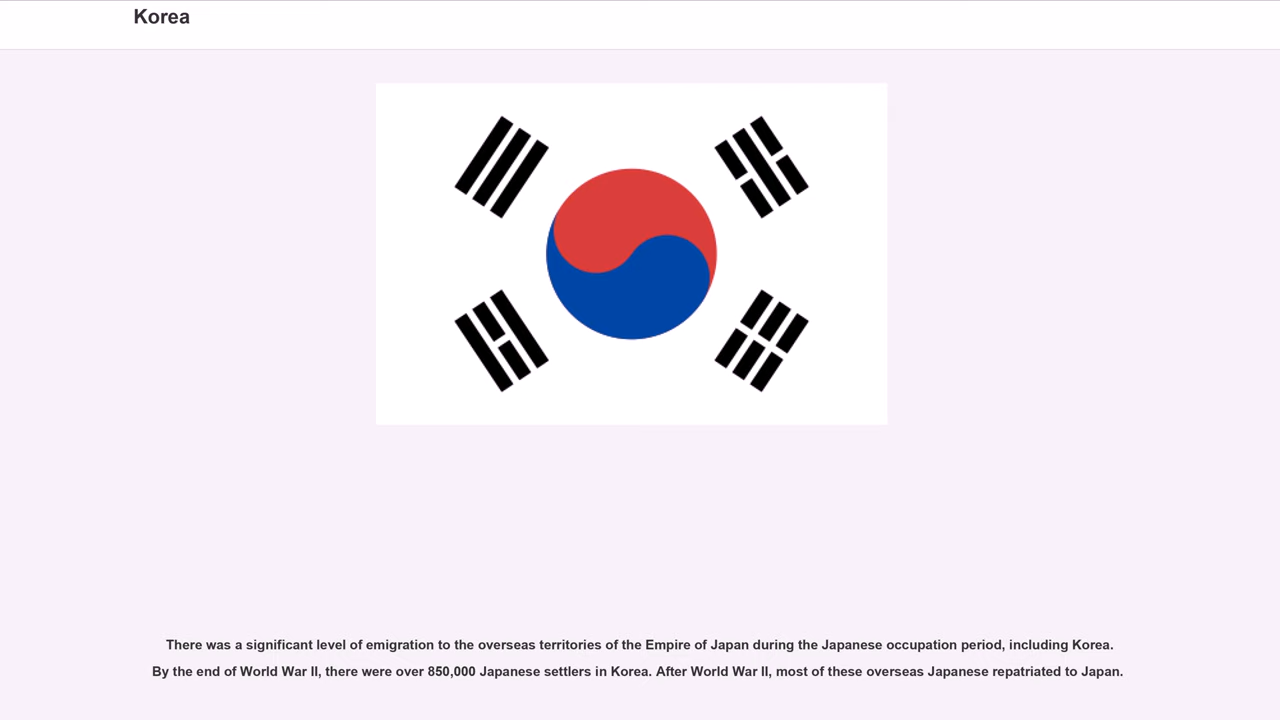 Korea
There was a significant level of emigration to the overseas territories of the Empire of Japan during the Japanese occupation period, including Korea.
By the end of World War II, there were over 850,000 Japanese settlers in Korea. After World War II, most of these overseas Japanese repatriated to Japan.